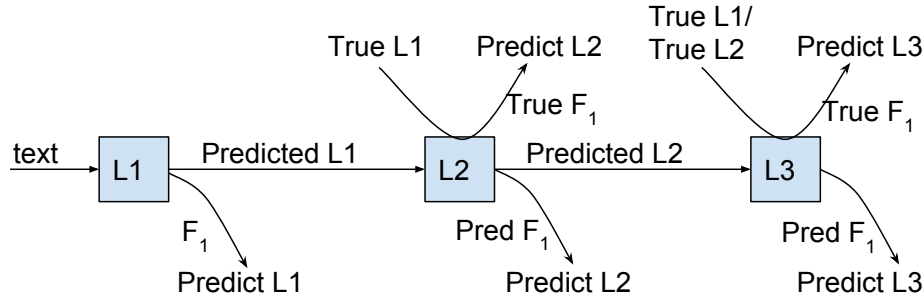 True L1
Predict L2
True L1/
True L2
Predict L3
True F₁
True F₁
text
L1
Predicted L1
L2
Predicted L2
L3
F₁
Predict L1
Pred F₁
Predict L2
Pred F₁
Predict L3